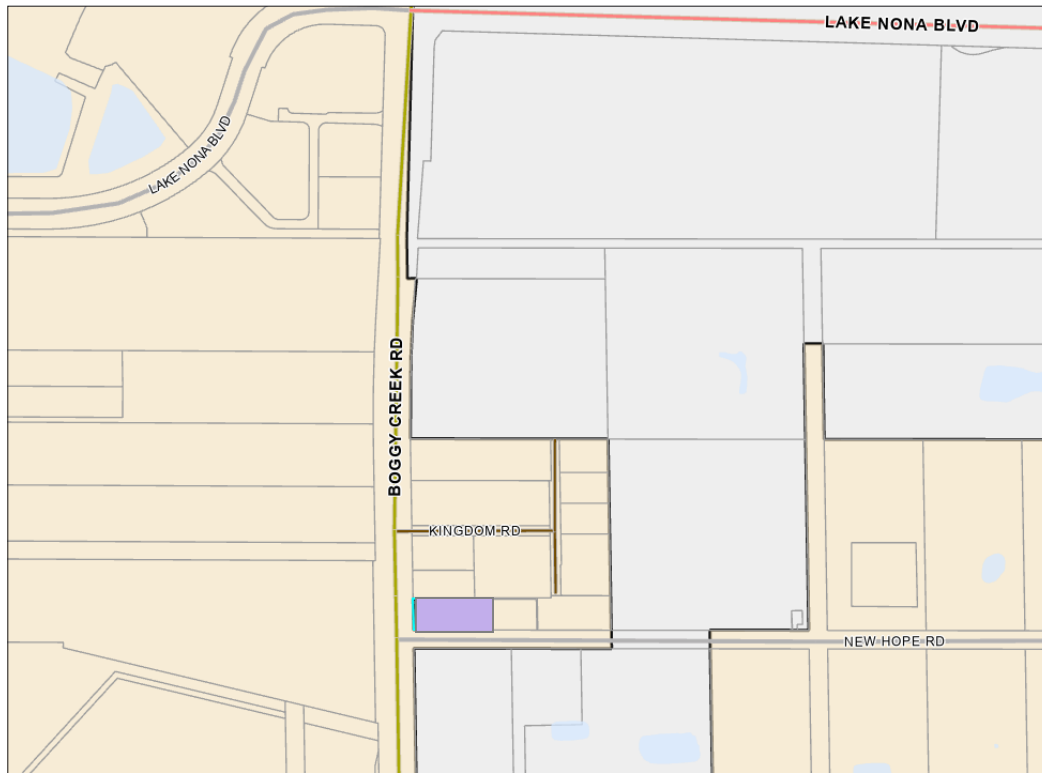 LAKE NONA BLVD
LAKE NONA BLVD
BOGGY CREEK RD
KINGDOM RD
NEW HOPE RD